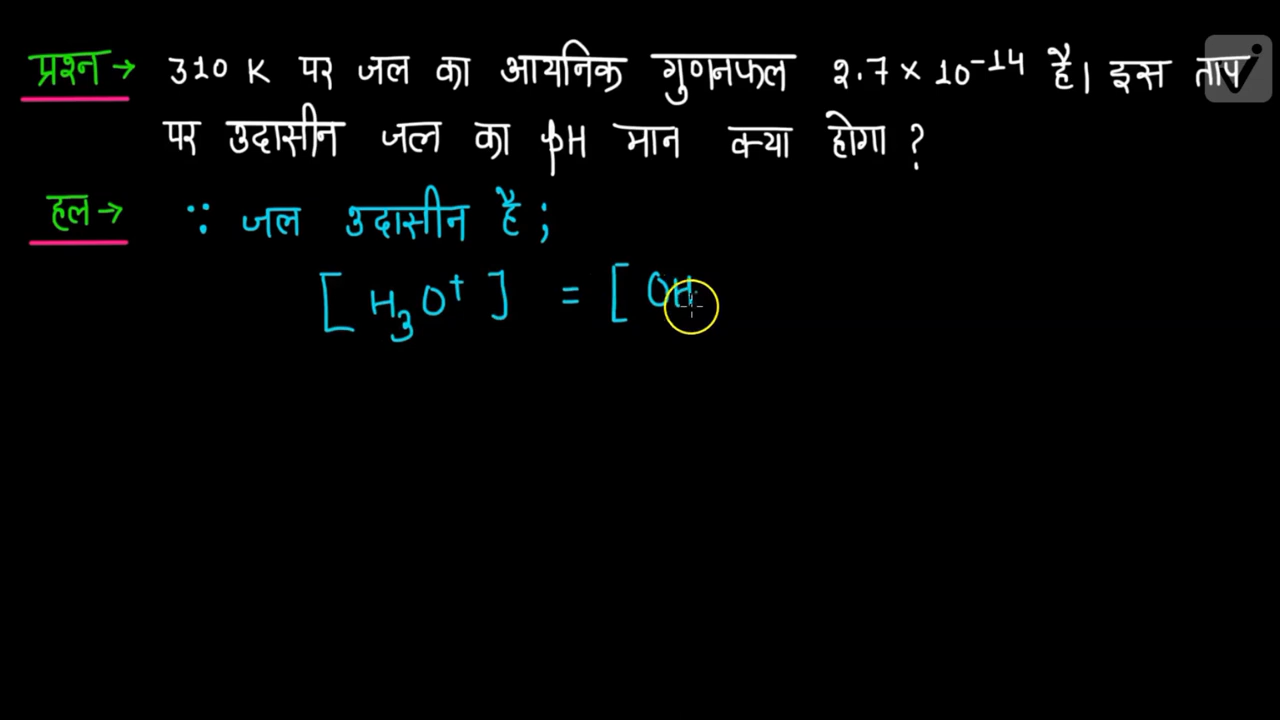 प्रश्न → 310 K पर जल का आयनिक गुणनफल 2.7 × 10⁻¹⁴ है। इस ताप
पर उदासीन जल का pH मान क्या होगा ?
हल → ∵ जल उदासीन है ;
[ H₃O⁺ ] = [ OH